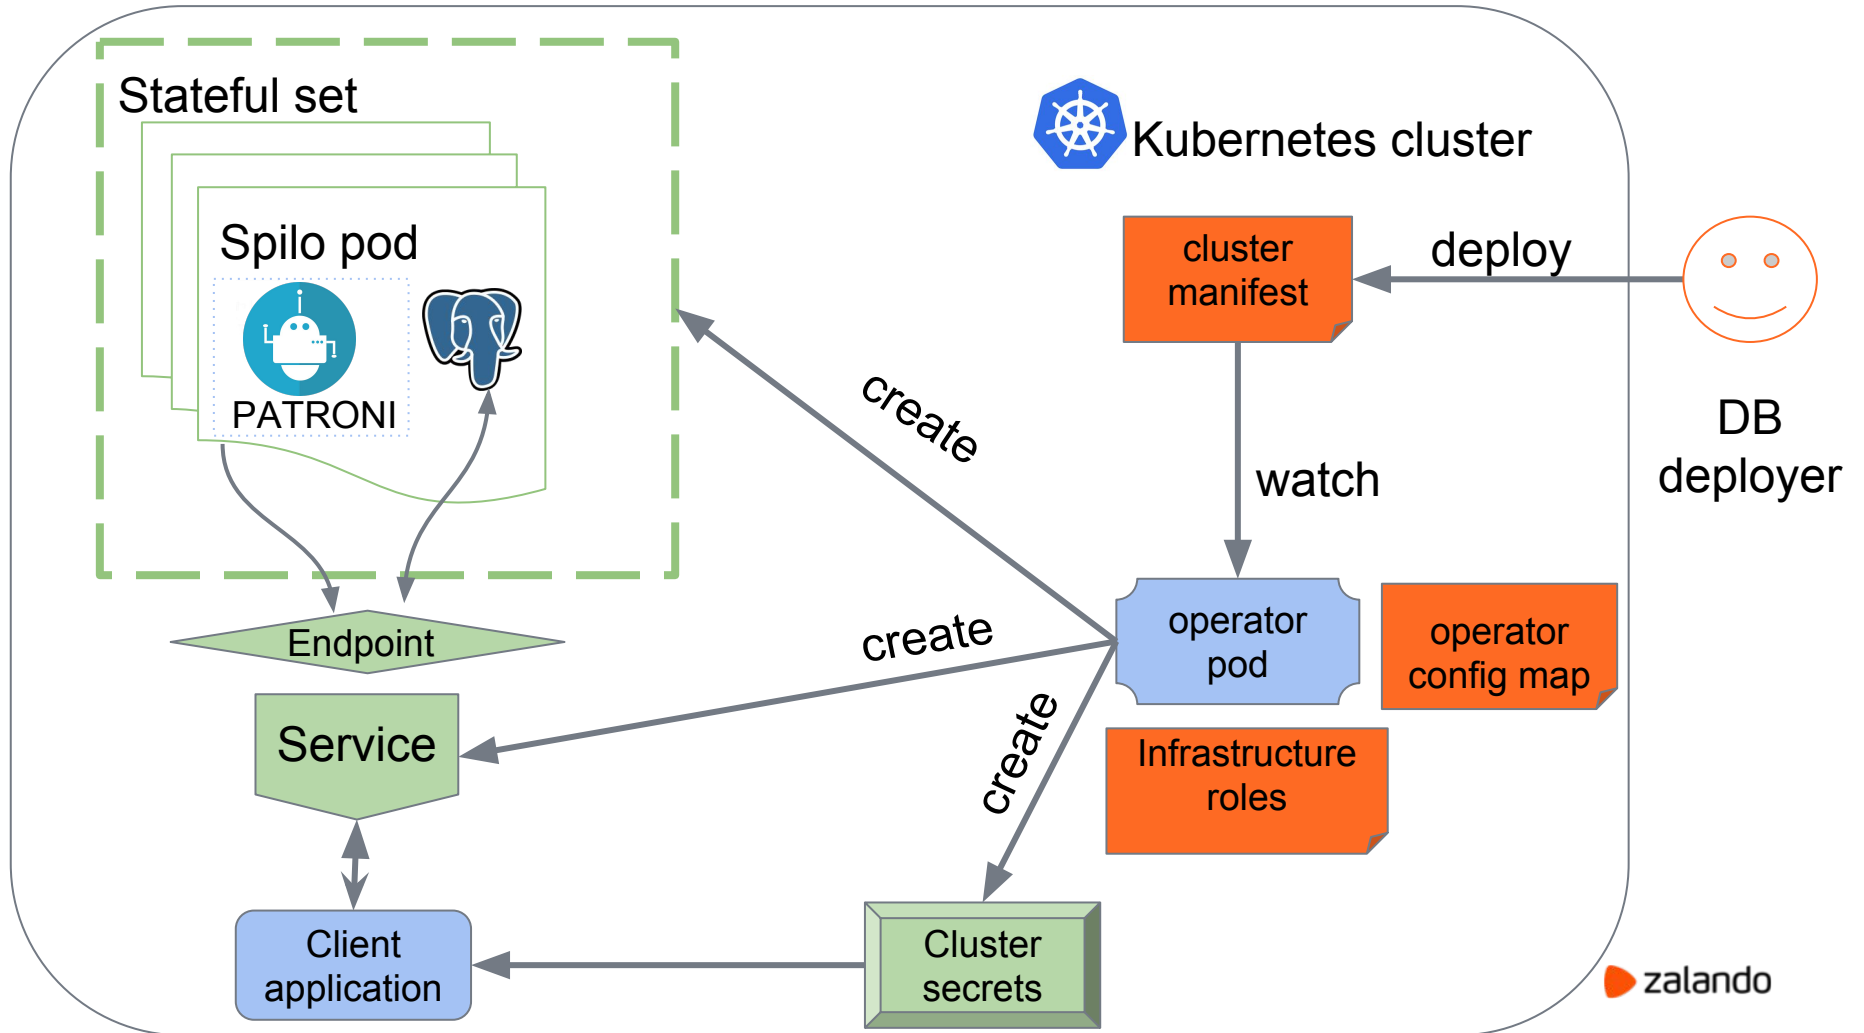 Stateful set
Kubernetes cluster
Spilo pod
PATRONI
cluster
manifest
deploy
DB
deployer
create
watch
Endpoint
create
operator
pod
operator
config map
Service
create
Infrastructure
roles
Client
application
Cluster
secrets
zalando